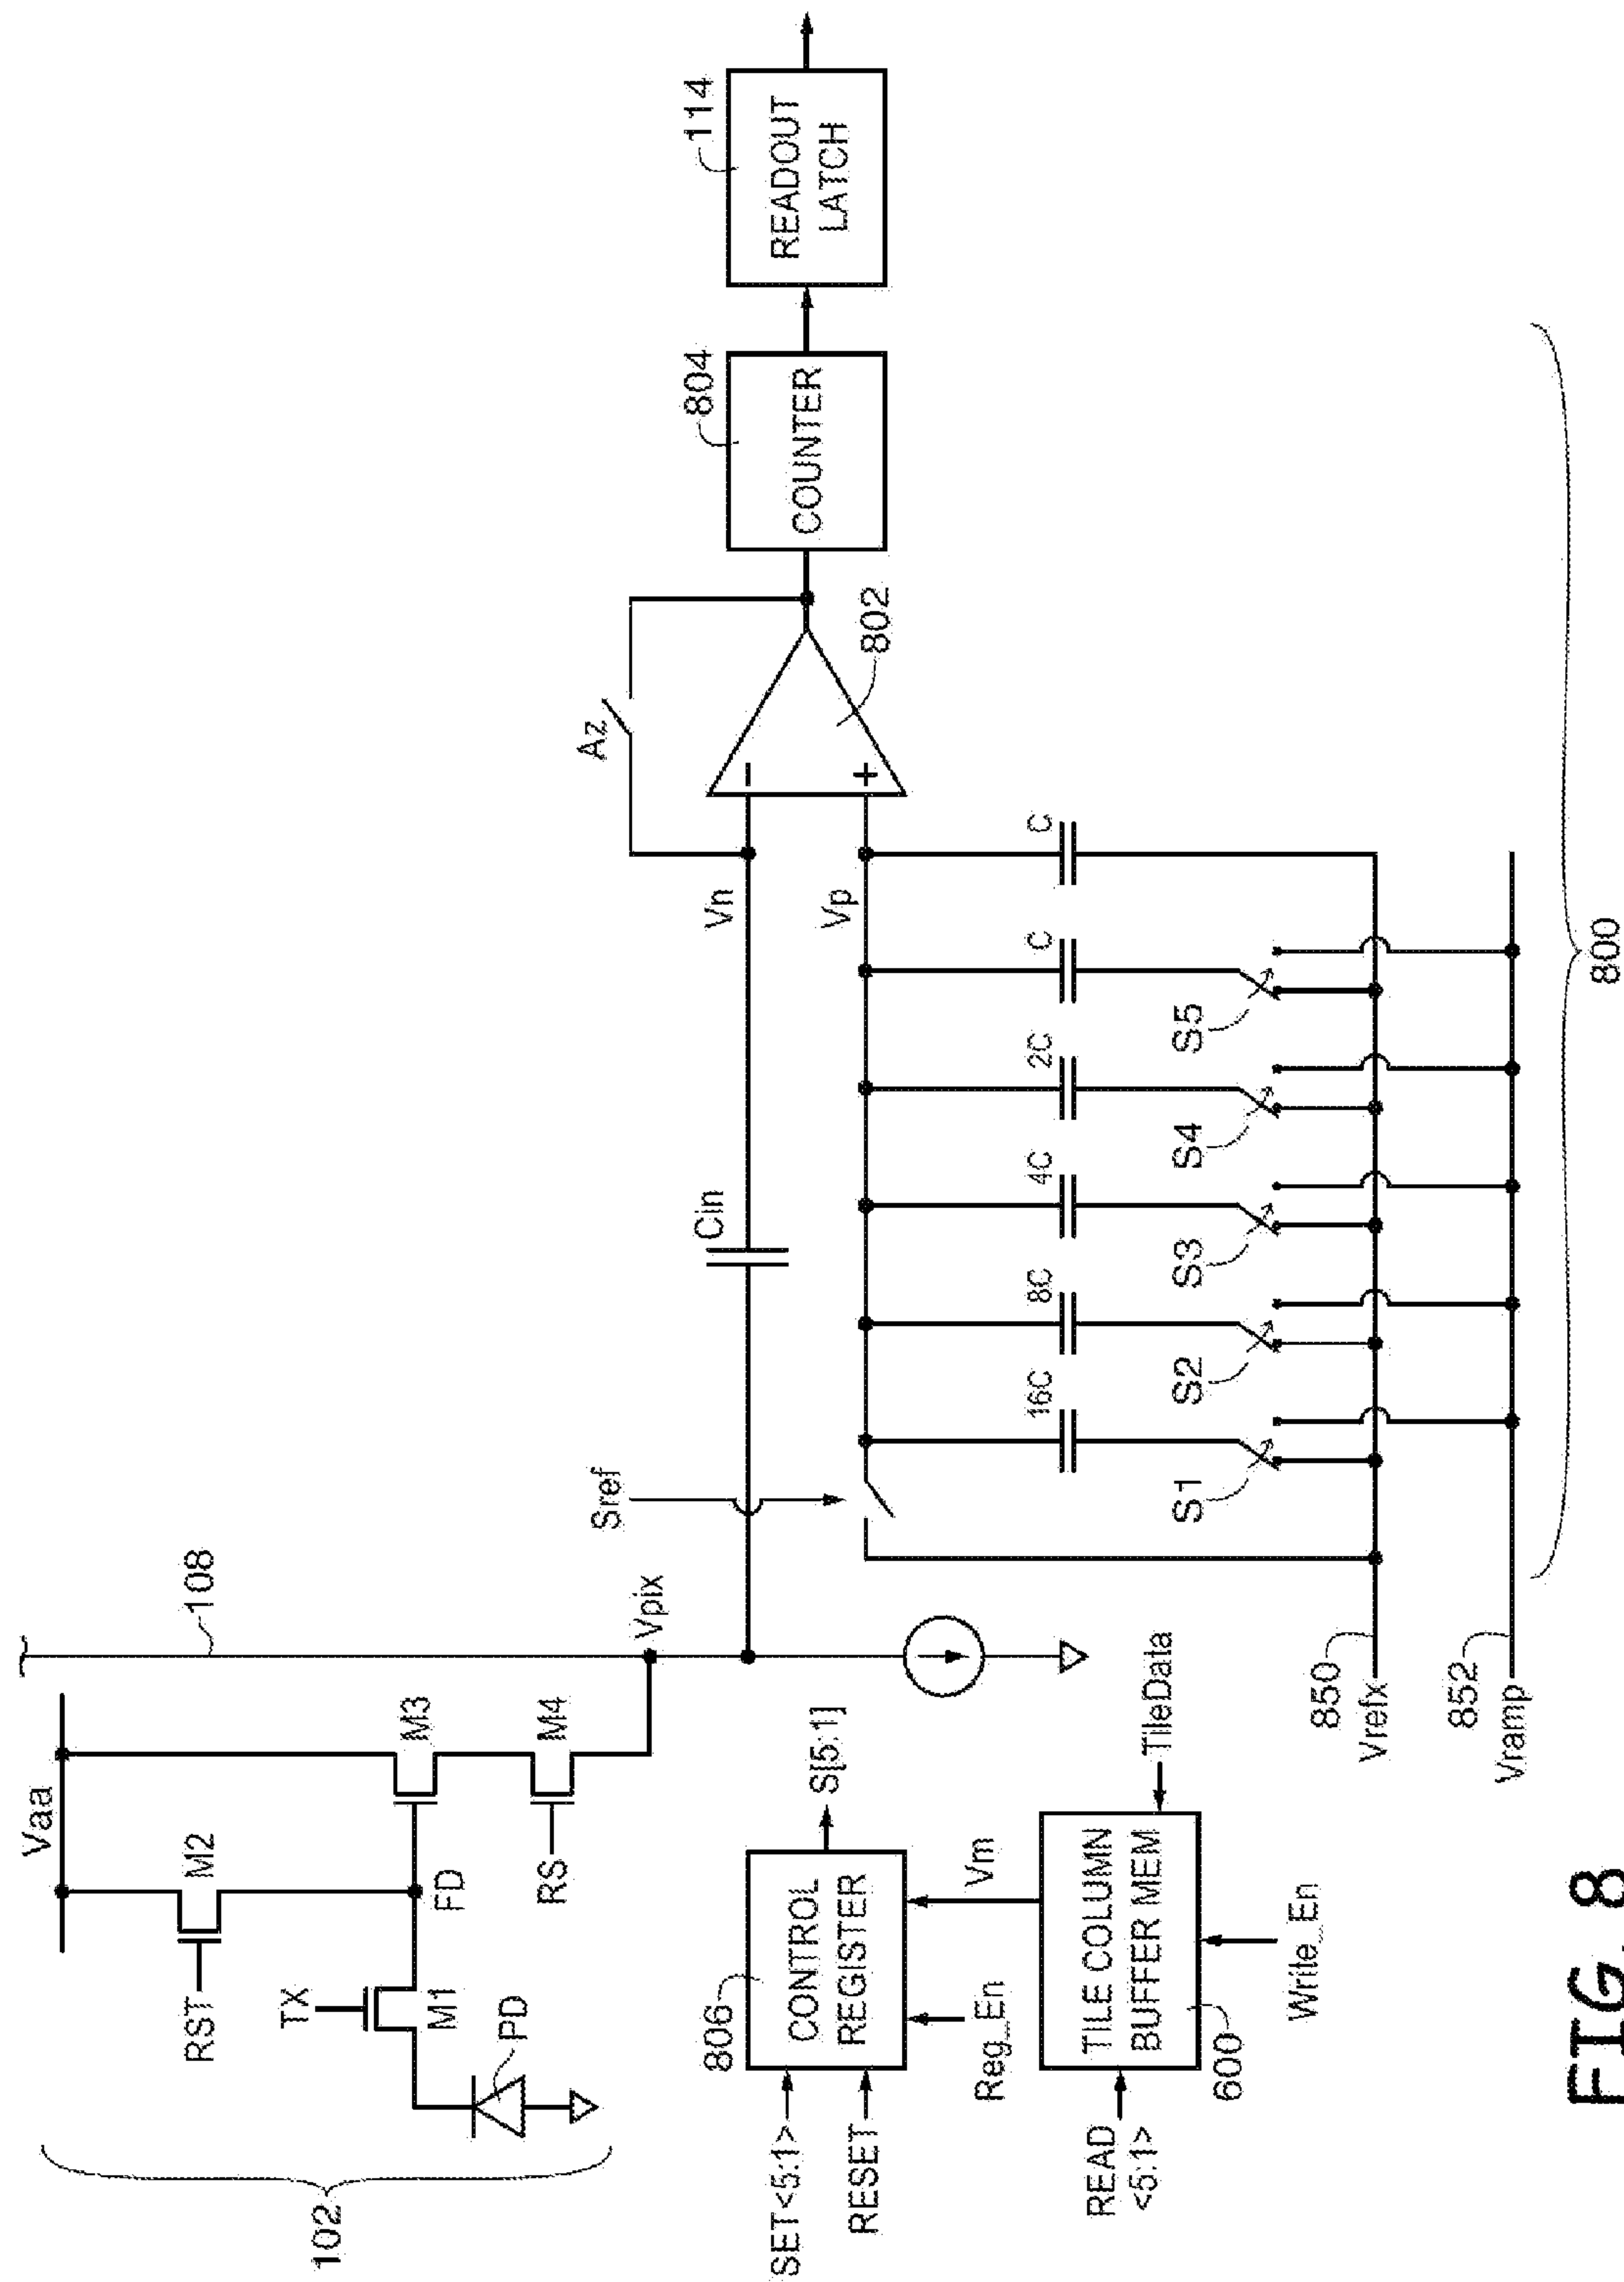 102
Vaa
RST
M2
TX
M1
PD
FD
M3
RS
M4
108
Vpix
SET<5:1>
RESET
806
CONTROL
REGISTER
S[5:1]
Reg_En
Vm
READ
<5:1>
600
TILE COLUMN
BUFFER MEM
TileData
Write_En
Sref
Cin
Vn
Vp
Az
802
804
COUNTER
114
READOUT
LATCH
16C
8C
4C
2C
C
C
S1
S2
S3
S4
S5
850
Vrefx
852
Vramp
800
FIG. 8